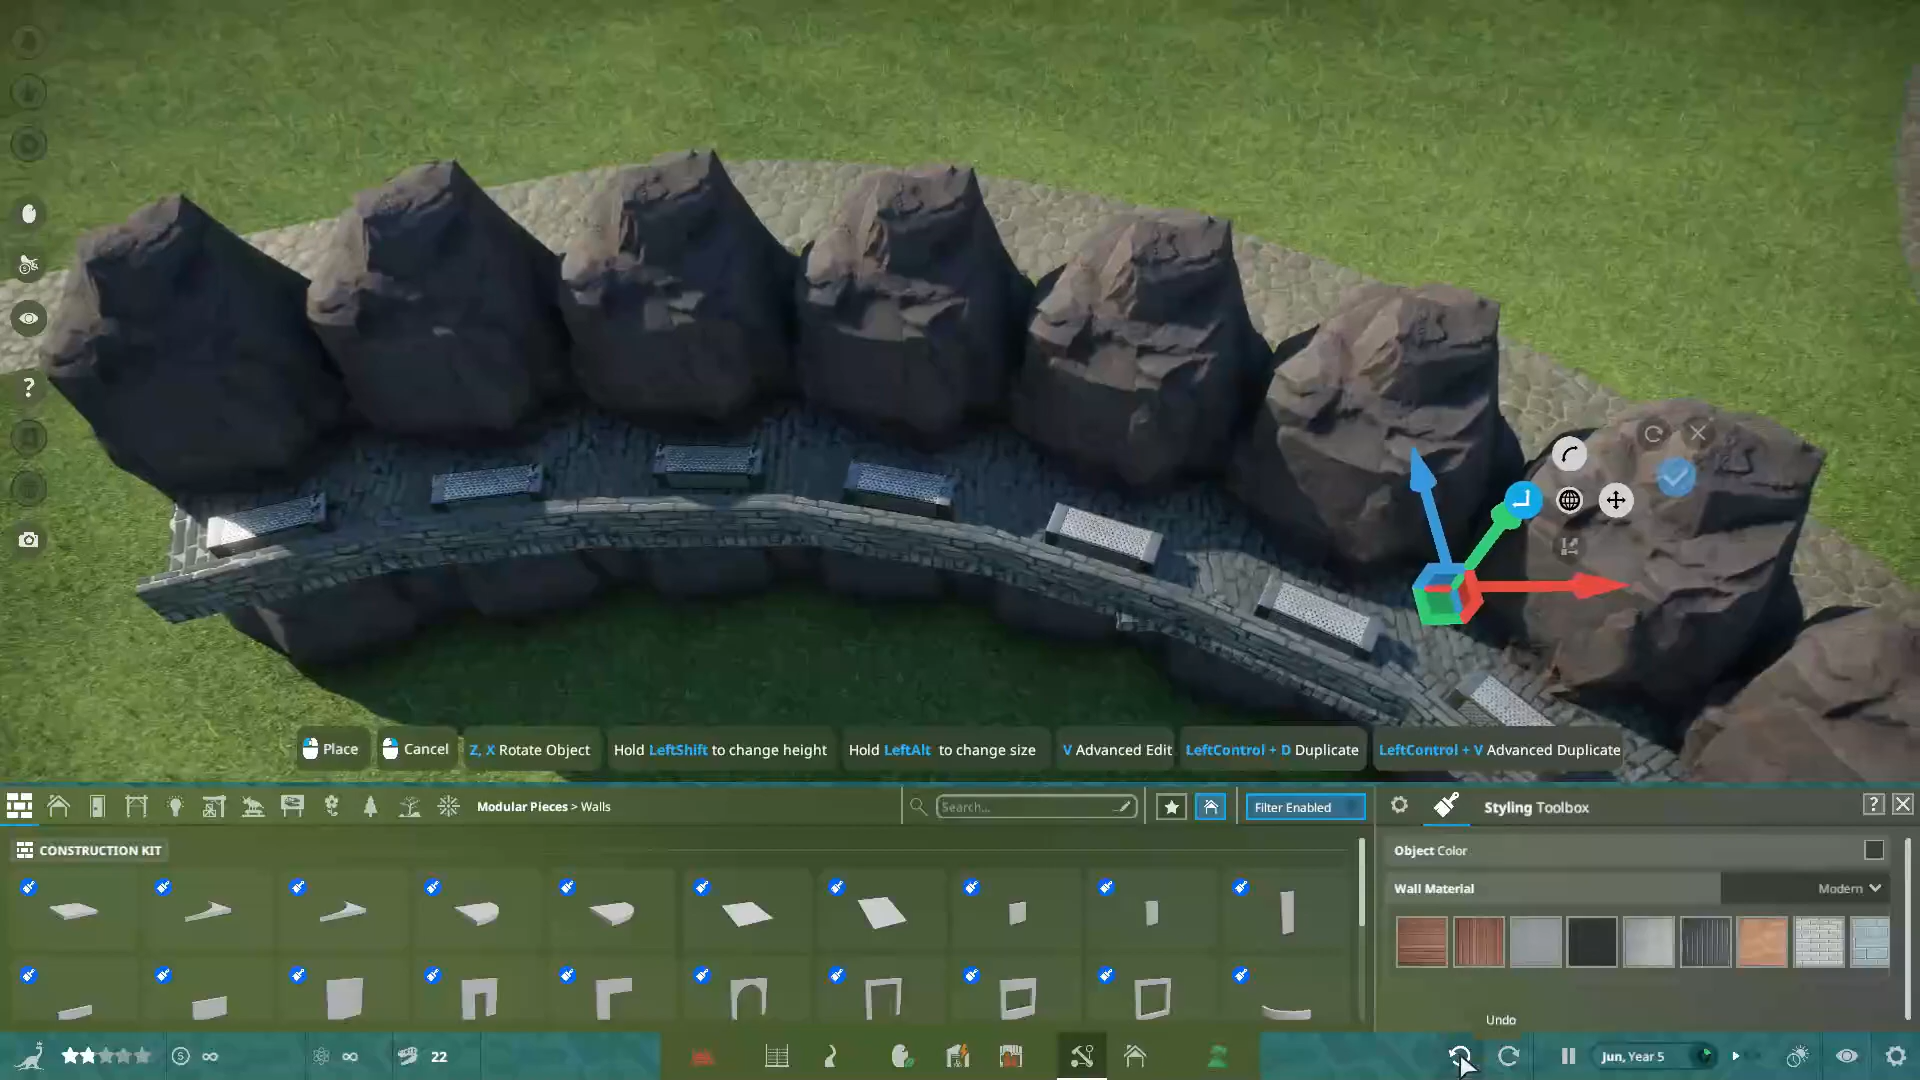 ?
Place
Cancel
Z, X Rotate Object
Hold LeftShift to change height
Hold LeftAlt to change size
V Advanced Edit
LeftControl + D Duplicate
LeftControl + V Advanced Duplicate
Modular Pieces > Walls
Search...
Filter Enabled
Styling Toolbox
?
CONSTRUCTION KIT
Object Color
Wall Material
Modern
Undo
∞
∞
22
Jun, Year 5